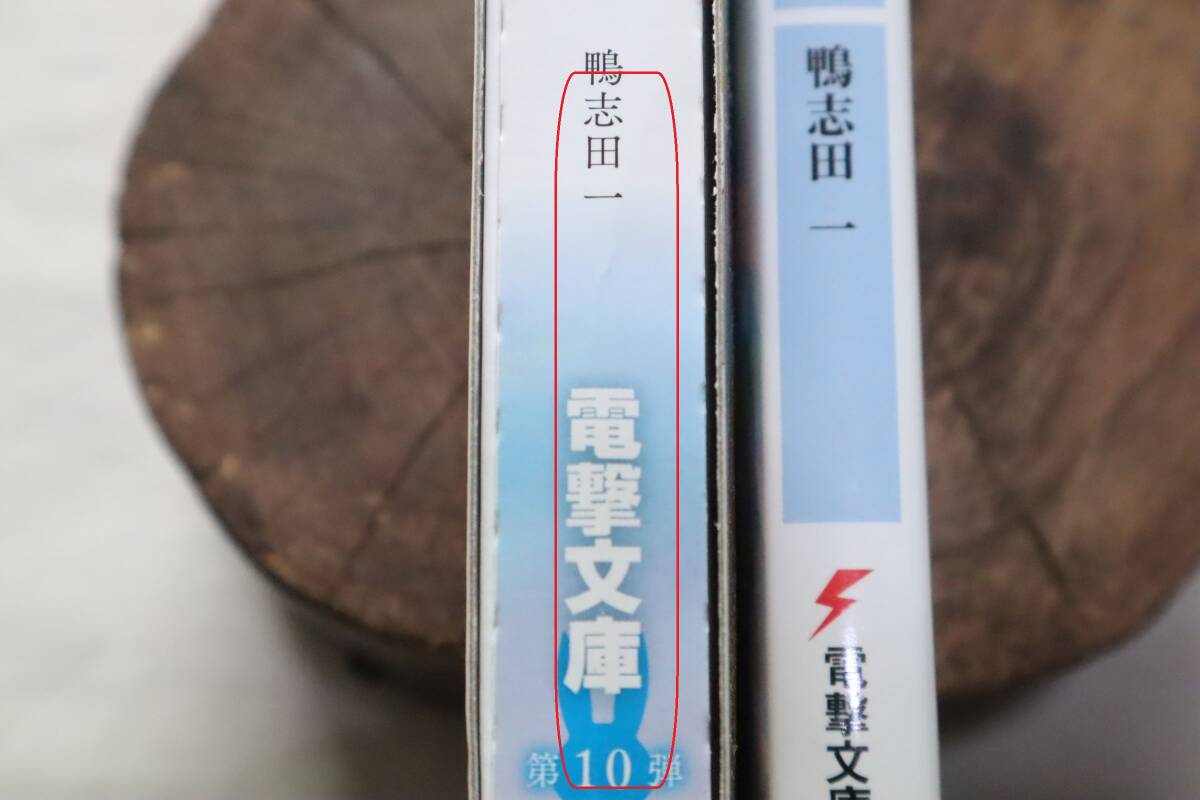 鴨志田 一
電撃文庫
第10弾
鴨志田 一
電撃文庫